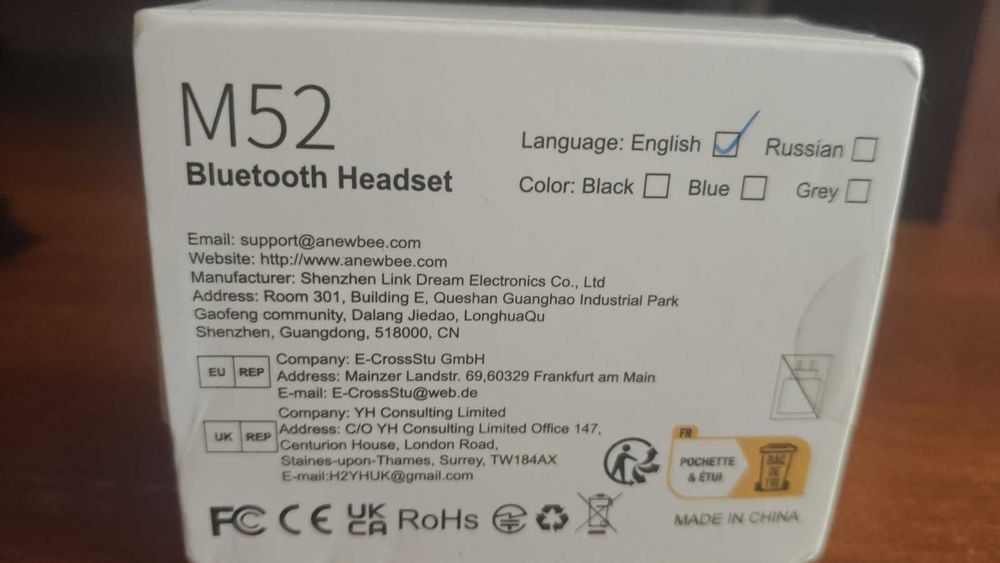 M52
Bluetooth Headset
Language: English Russian
Color: Black Blue Grey
Email: support@anewbee.com
Website: http://www.anewbee.com
Manufacturer: Shenzhen Link Dream Electronics Co., Ltd
Address: Room 301, Building E, Queshan Guanghao Industrial Park
Gaofeng community, Dalang Jiedao, LonghuaQu
Shenzhen, Guangdong, 518000, CN
EU REP
Company: E-CrossStu GmbH
Address: Mainzer Landstr. 69,60329 Frankfurt am Main
E-mail: E-CrossStu@web.de
UK REP
Company: YH Consulting Limited
Address: C/O YH Consulting Limited Office 147,
Centurion House, London Road,
Staines-upon-Thames, Surrey, TW184AX
E-mail:H2YHUK@gmail.com
FR
POCHETTE
& ÉTUI
BAC
DE
TRI
FC CE UK
CA RoHs
MADE IN CHINA